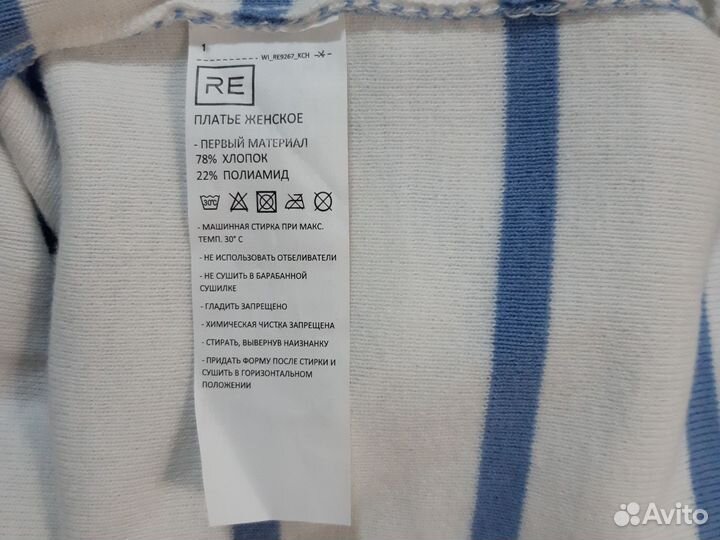 1
WI_RE9267_KCH
RE
ПЛАТЬЕ ЖЕНСКОЕ
- ПЕРВЫЙ МАТЕРИАЛ
78% ХЛОПОК
22% ПОЛИАМИД
30°C
- МАШИННАЯ СТИРКА ПРИ МАКС.
ТЕМП. 30° С
- НЕ ИСПОЛЬЗОВАТЬ ОТБЕЛИВАТЕЛИ
- НЕ СУШИТЬ В БАРАБАННОЙ
СУШИЛКЕ
- ГЛАДИТЬ ЗАПРЕЩЕНО
- ХИМИЧЕСКАЯ ЧИСТКА ЗАПРЕЩЕНА
- СТИРАТЬ, ВЫВЕРНУВ НАИЗНАНКУ
- ПРИДАТЬ ФОРМУ ПОСЛЕ СТИРКИ И
СУШИТЬ В ГОРИЗОНТАЛЬНОМ
ПОЛОЖЕНИИ
Avito